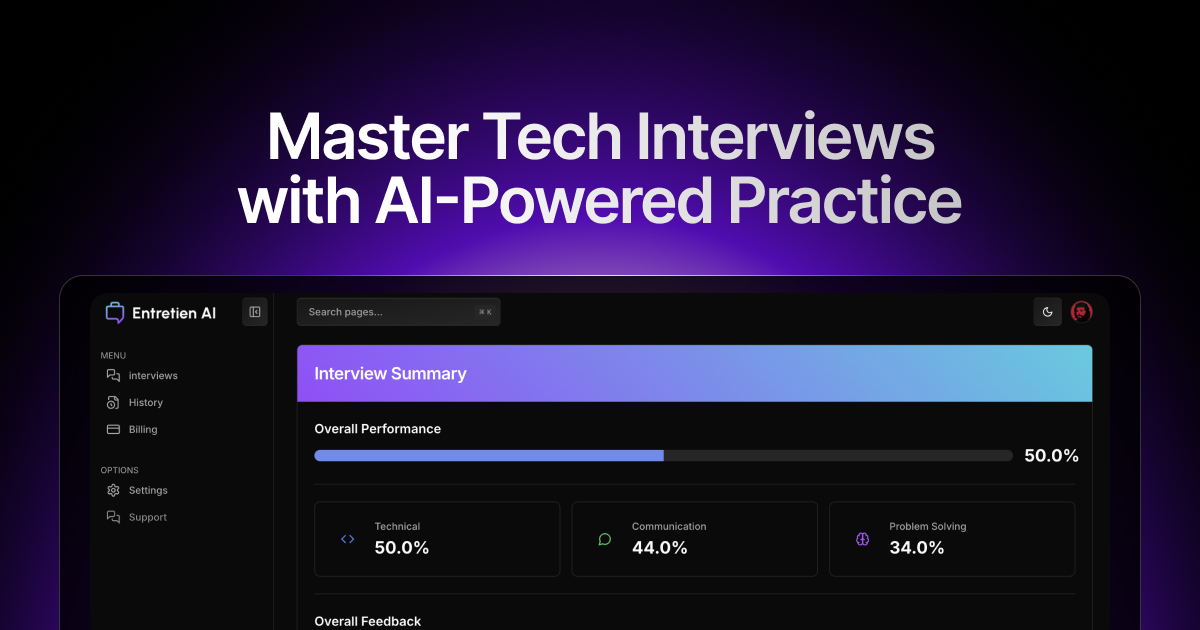 Master Tech Interviews
with AI-Powered Practice
Entretien AI
Search pages...
⌘ K
MENU
interviews
History
Billing
OPTIONS
Settings
Support
Interview Summary
Overall Performance
50.0%
Technical
50.0%
Communication
44.0%
Problem Solving
34.0%
Overall Feedback